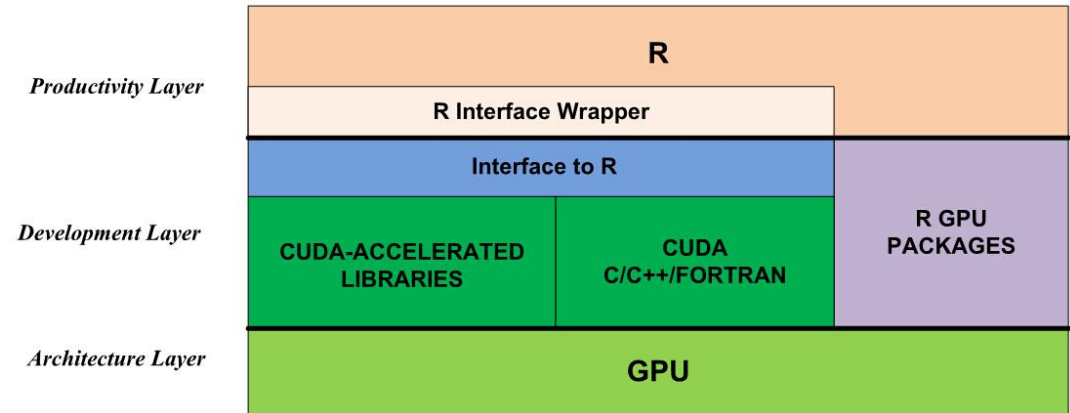 R
Productivity Layer
R Interface Wrapper
Interface to R
Development Layer
CUDA-ACCELERATED
LIBRARIES
CUDA
C/C++/FORTRAN
R GPU
PACKAGES
Architecture Layer
GPU